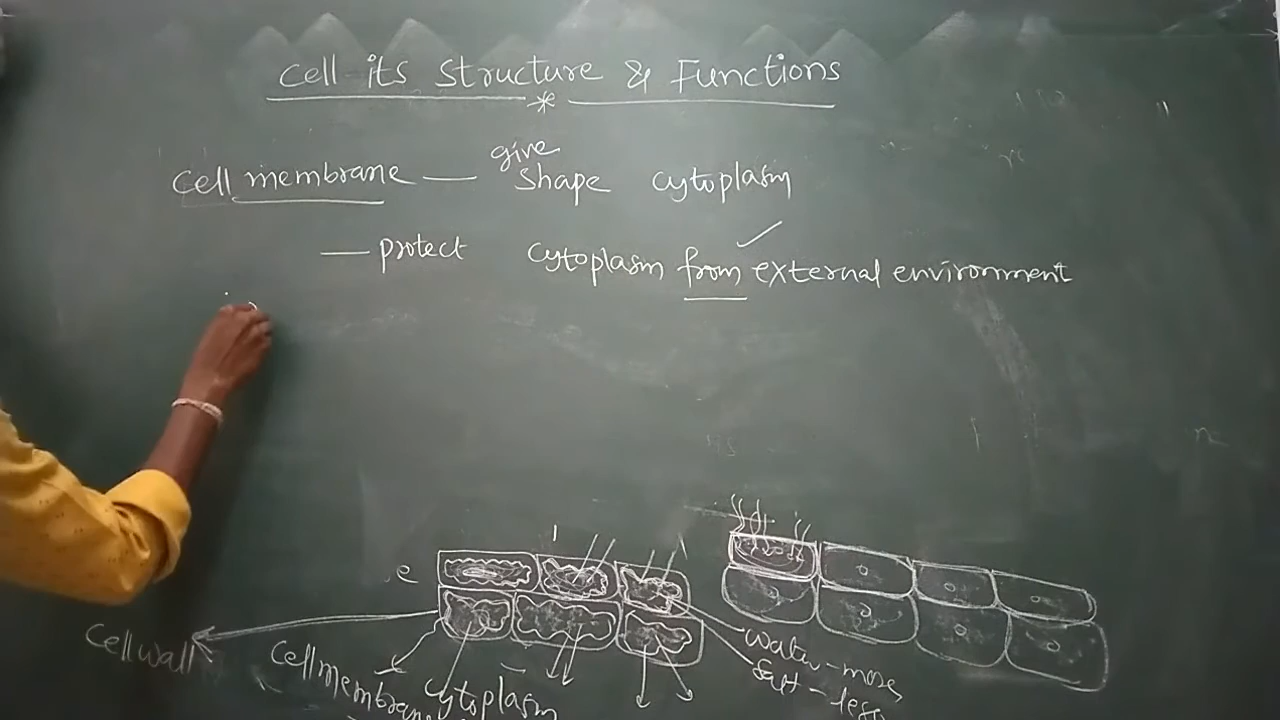 Cell its Structure & Functions
*
Cell membrane — give shape cytoplasm
— protect cytoplasm from external environment
e
Cell wall
Cell membrane
cytoplasm
water - more
Salt - less